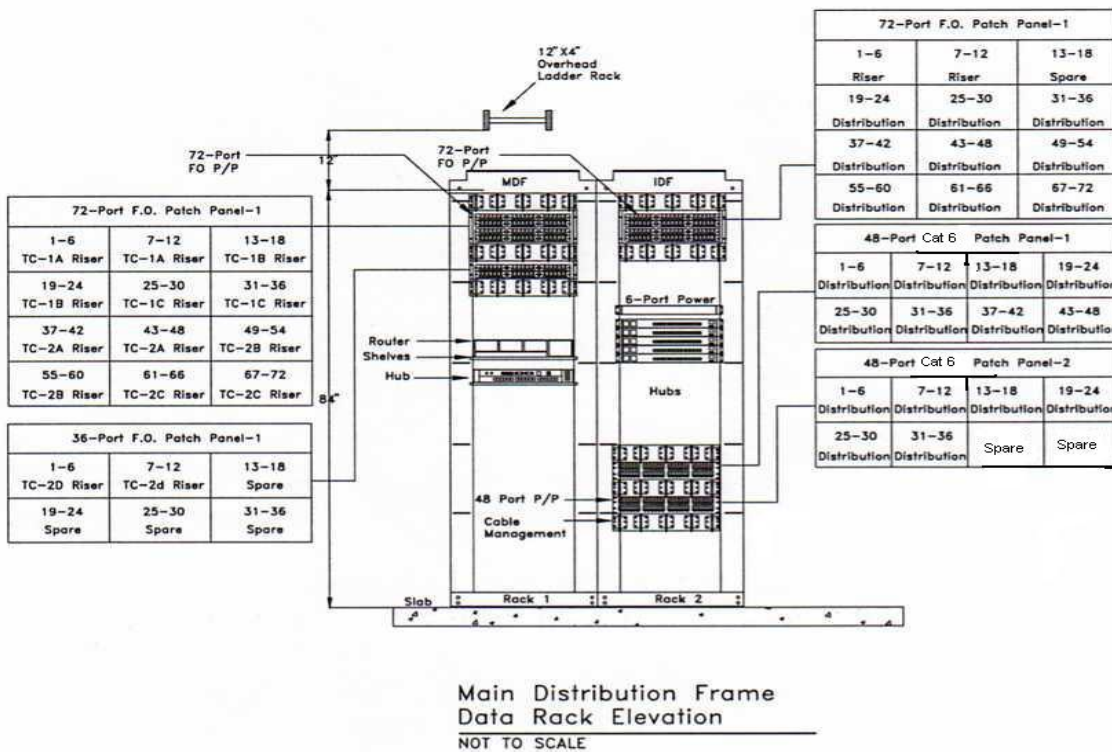 12"X4"
Overhead
Ladder Rack
72-Port
FO P/P
72-Port
FO P/P
12"
MDF
IDF
84"
72-Port F.O. Patch Panel-1
1-6 7-12 13-18
TC-1A Riser TC-1A Riser TC-1B Riser
19-24 25-30 31-36
TC-1B Riser TC-1C Riser TC-1C Riser
37-42 43-48 49-54
TC-2A Riser TC-2A Riser TC-2B Riser
55-60 61-66 67-72
TC-2B Riser TC-2C Riser TC-2C Riser
36-Port F.O. Patch Panel-1
1-6 7-12 13-18
TC-2D Riser TC-2d Riser Spare
19-24 25-30 31-36
Spare Spare Spare
Router
Shelves
Hub
6-Port Power
Hubs
48 Port P/P
Cable
Management
Slab
Rack 1
Rack 2
72-Port F.O. Patch Panel-1
1-6 7-12 13-18
Riser Riser Spare
19-24 25-30 31-36
Distribution Distribution Distribution
37-42 43-48 49-54
Distribution Distribution Distribution
55-60 61-66 67-72
Distribution Distribution Distribution
48-Port Cat 6 Patch Panel-1
1-6 7-12 13-18 19-24
Distribution Distribution Distribution Distribution
25-30 31-36 37-42 43-48
Distribution Distribution Distribution Distribution
48-Port Cat 6 Patch Panel-2
1-6 7-12 13-18 19-24
Distribution Distribution Distribution Distribution
25-30 31-36
Distribution Distribution Spare Spare
Main Distribution Frame
Data Rack Elevation
NOT TO SCALE